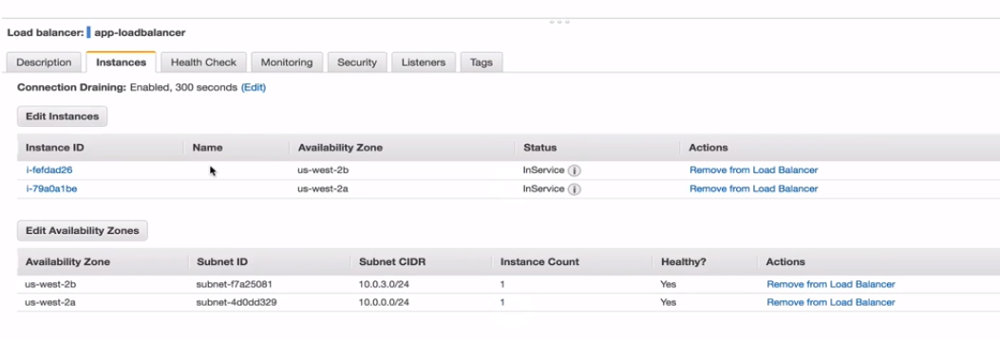 Load balancer: app-loadbalancer
Description Instances Health Check Monitoring Security Listeners Tags
Connection Draining: Enabled, 300 seconds (Edit)
Edit Instances
Instance ID Name Availability Zone Status Actions
i-fefdad26 us-west-2b InService i Remove from Load Balancer
i-79a0a1be us-west-2a InService i Remove from Load Balancer
Edit Availability Zones
Availability Zone Subnet ID Subnet CIDR Instance Count Healthy? Actions
us-west-2b subnet-f7a25081 10.0.3.0/24 1 Yes Remove from Load Balancer
us-west-2a subnet-4d0dd329 10.0.0.0/24 1 Yes Remove from Load Balancer